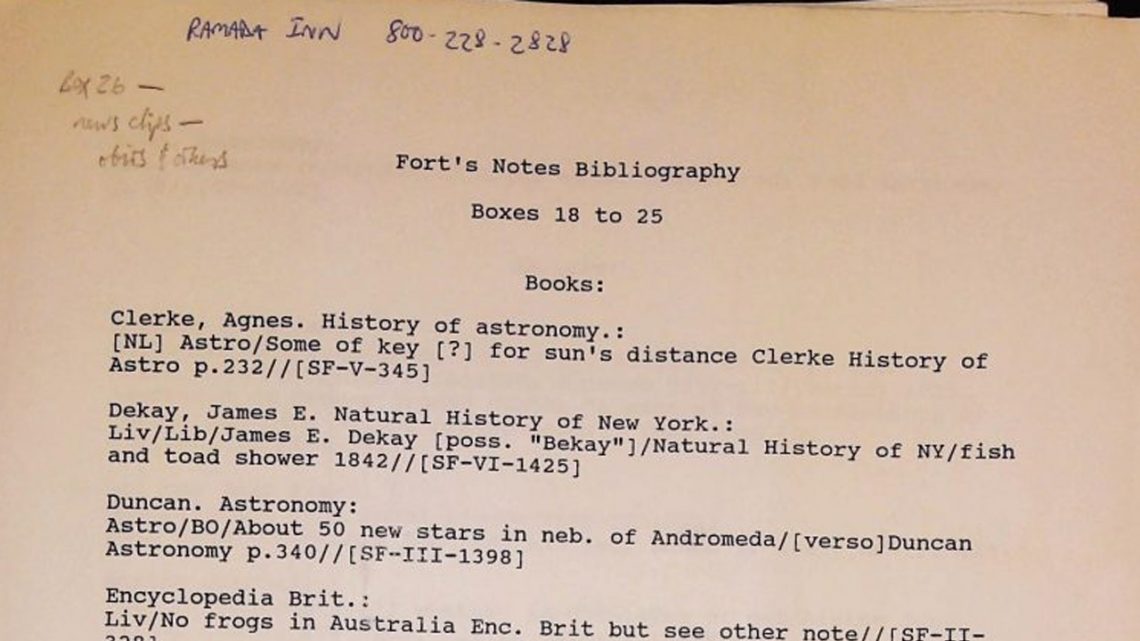 RAMADA INN 800-228-2828
Box 26 —
news clips —
obits & others
Fort's Notes Bibliography
Boxes 18 to 25
Books:
Clerke, Agnes. History of astronomy.:
[NL] Astro/Some of key [?] for sun's distance Clerke History of
Astro p.232//[SF-V-345]
Dekay, James E. Natural History of New York.:
Liv/Lib/James E. Dekay [poss. "Bekay"]/Natural History of NY/fish
and toad shower 1842//[SF-VI-1425]
Duncan. Astronomy:
Astro/BO/About 50 new stars in neb. of Andromeda/[verso]Duncan
Astronomy p.340//[SF-III-1398]
Encyclopedia Brit.:
Liv/No frogs in Australia Enc. Brit but see other note//[SF-II-